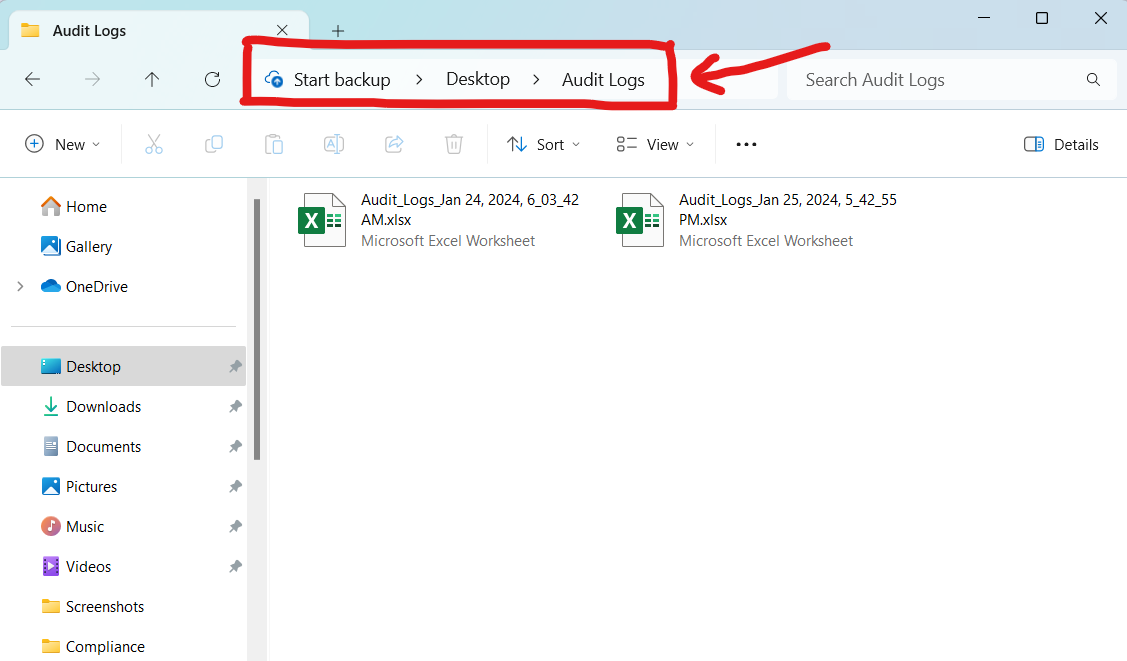 Audit Logs
Start backup > Desktop > Audit Logs
Search Audit Logs
New
Sort
View
Details
Home
Gallery
OneDrive
Desktop
Downloads
Documents
Pictures
Music
Videos
Screenshots
Compliance
Audit_Logs_Jan 24, 2024, 6_03_42
AM.xlsx
Microsoft Excel Worksheet
Audit_Logs_Jan 25, 2024, 5_42_55
PM.xlsx
Microsoft Excel Worksheet